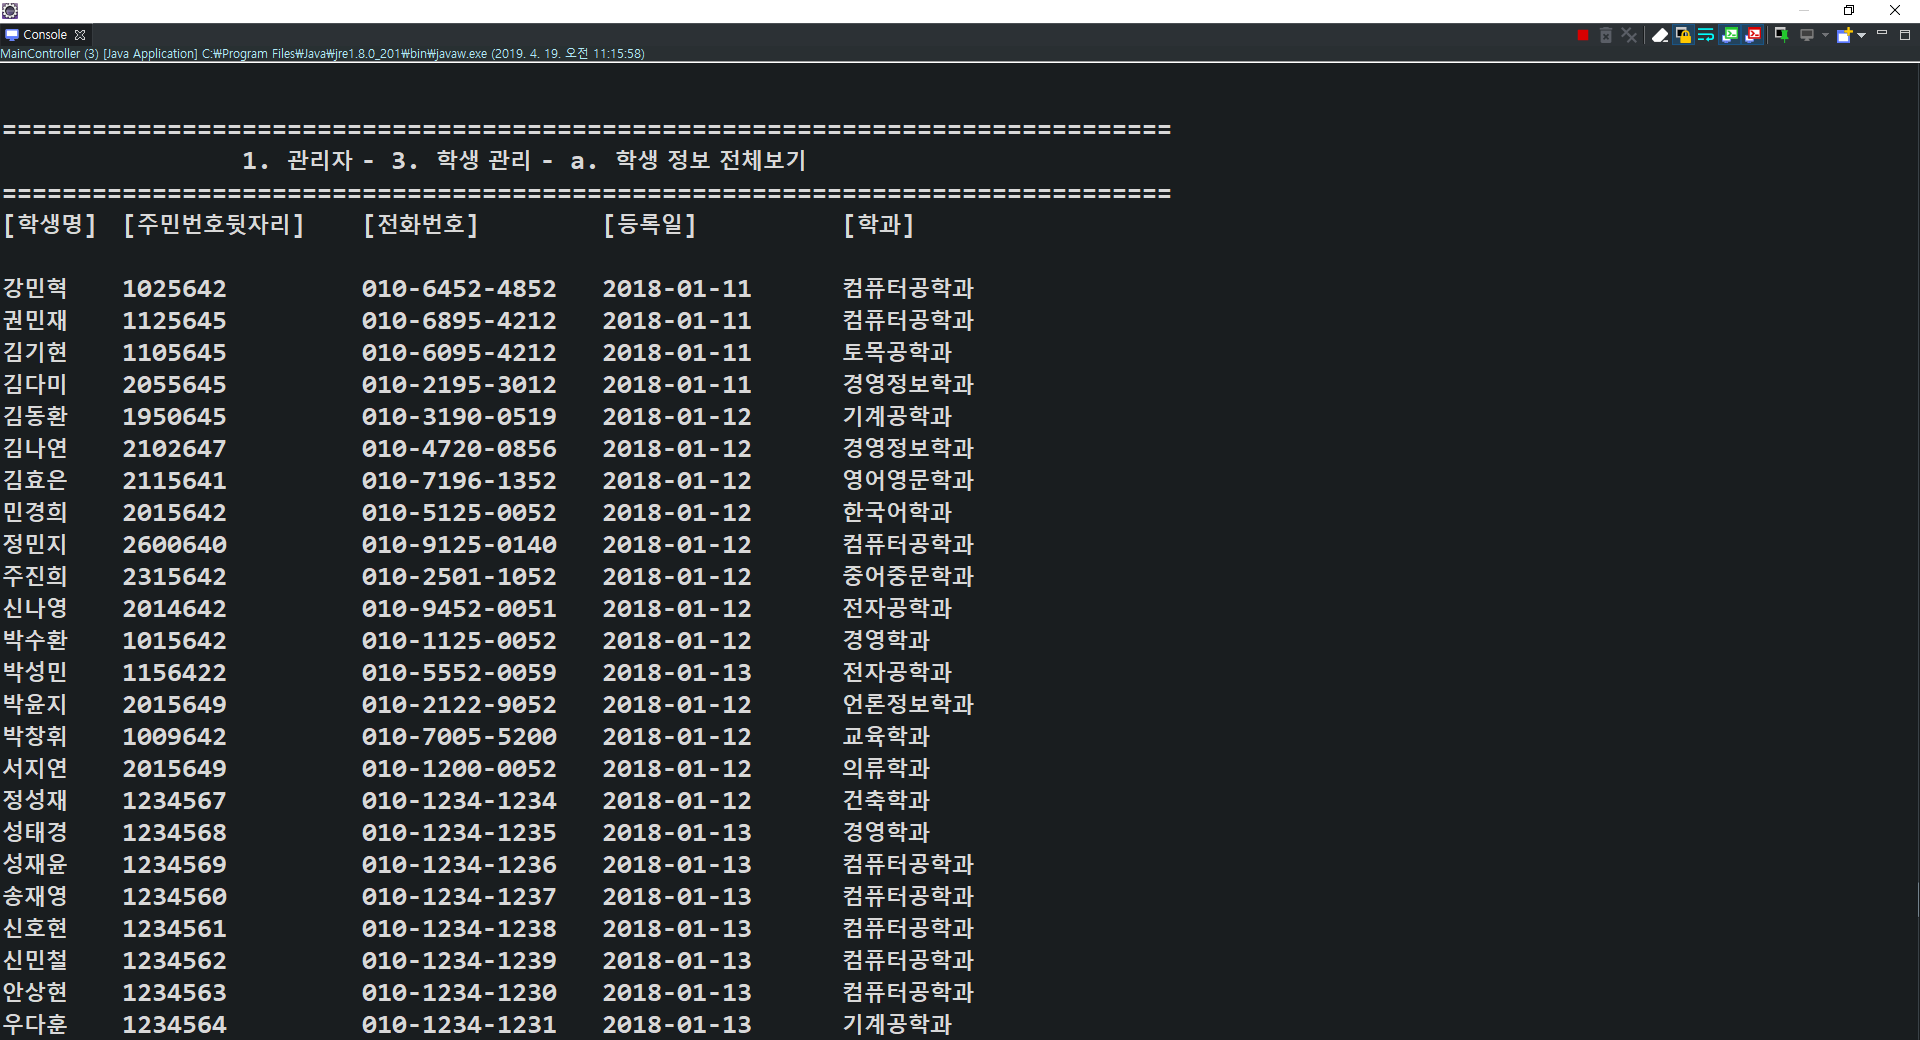 Console
MainController (3) [Java Application] C:₩Program Files₩Java₩jre1.8.0_201₩bin₩javaw.exe (2019. 4. 19. 오전 11:15:58)
==============================================================================
1. 관리자 - 3. 학생 관리 - a. 학생 정보 전체보기
==============================================================================
[학생명] [주민번호뒷자리] [전화번호] [등록일] [학과]
강민혁 1025642 010-6452-4852 2018-01-11 컴퓨터공학과
권민재 1125645 010-6895-4212 2018-01-11 컴퓨터공학과
김기현 1105645 010-6095-4212 2018-01-11 토목공학과
김다미 2055645 010-2195-3012 2018-01-11 경영정보학과
김동환 1950645 010-3190-0519 2018-01-12 기계공학과
김나연 2102647 010-4720-0856 2018-01-12 경영정보학과
김효은 2115641 010-7196-1352 2018-01-12 영어영문학과
민경희 2015642 010-5125-0052 2018-01-12 한국어학과
정민지 2600640 010-9125-0140 2018-01-12 컴퓨터공학과
주진희 2315642 010-2501-1052 2018-01-12 중어중문학과
신나영 2014642 010-9452-0051 2018-01-12 전자공학과
박수환 1015642 010-1125-0052 2018-01-12 경영학과
박성민 1156422 010-5552-0059 2018-01-13 전자공학과
박윤지 2015649 010-2122-9052 2018-01-12 언론정보학과
박창휘 1009642 010-7005-5200 2018-01-12 교육학과
서지연 2015649 010-1200-0052 2018-01-12 의류학과
정성재 1234567 010-1234-1234 2018-01-12 건축학과
성태경 1234568 010-1234-1235 2018-01-13 경영학과
성재윤 1234569 010-1234-1236 2018-01-13 컴퓨터공학과
송재영 1234560 010-1234-1237 2018-01-13 컴퓨터공학과
신호현 1234561 010-1234-1238 2018-01-13 컴퓨터공학과
신민철 1234562 010-1234-1239 2018-01-13 컴퓨터공학과
안상현 1234563 010-1234-1230 2018-01-13 컴퓨터공학과
우다훈 1234564 010-1234-1231 2018-01-13 기계공학과